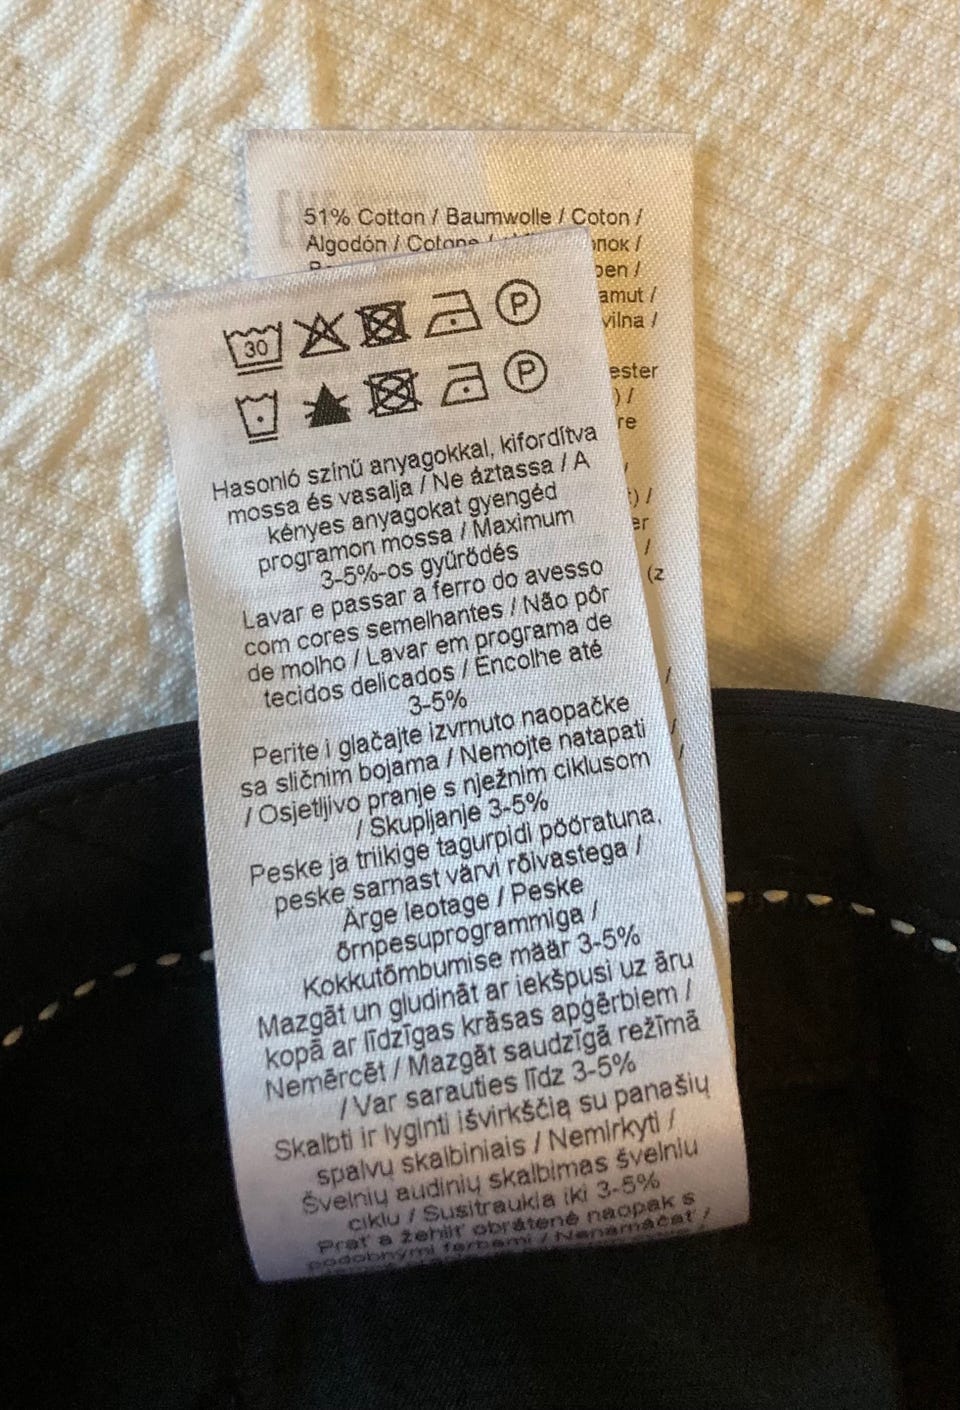 51% Cotton / Baumwolle / Coton /
Algodón / Cotone /
/
amut /
vilna /
ester
30
P
P
Hasonló színű anyagokkal, kifordítva
mossa és vasalja / Ne áztassa / A
kényes anyagokat gyengéd
programon mossa / Maximum
3-5%-os gyűrődés
Lavar e passar a ferro do avesso
com cores semelhantes / Não pôr
de molho / Lavar em programa de
tecidos delicados / Encolhe até
3-5%
Perite i glačajte izvrnuto naopačke
sa sličnim bojama / Nemojte natapati
/ Osjetljivo pranje s nježnim ciklusom
/ Skupljanje 3-5%
Peske ja triikige tagurpidi pööratuna,
peske sarnast värvi rõivastega /
Ärge leotage / Peske
õrnpesuprogrammiga /
Kokkutõmbumise määr 3-5%
Mazgāt un gludināt ar iekšpusi uz āru
kopā ar līdzīgas krāsas apģērbiem /
Nemērcēt / Mazgāt saudzīgā režīmā
/ Var sarauties līdz 3-5%
Skalbti ir lyginti išvirkščią su panašių
spalvų skalbiniais / Nemirkyti /
Švelnių audinių skalbimas švelniu
ciklu / Susitraukia iki 3-5%
Prať a žehliť obrátené naopak s
podobnými farbami / Nenamáčať /